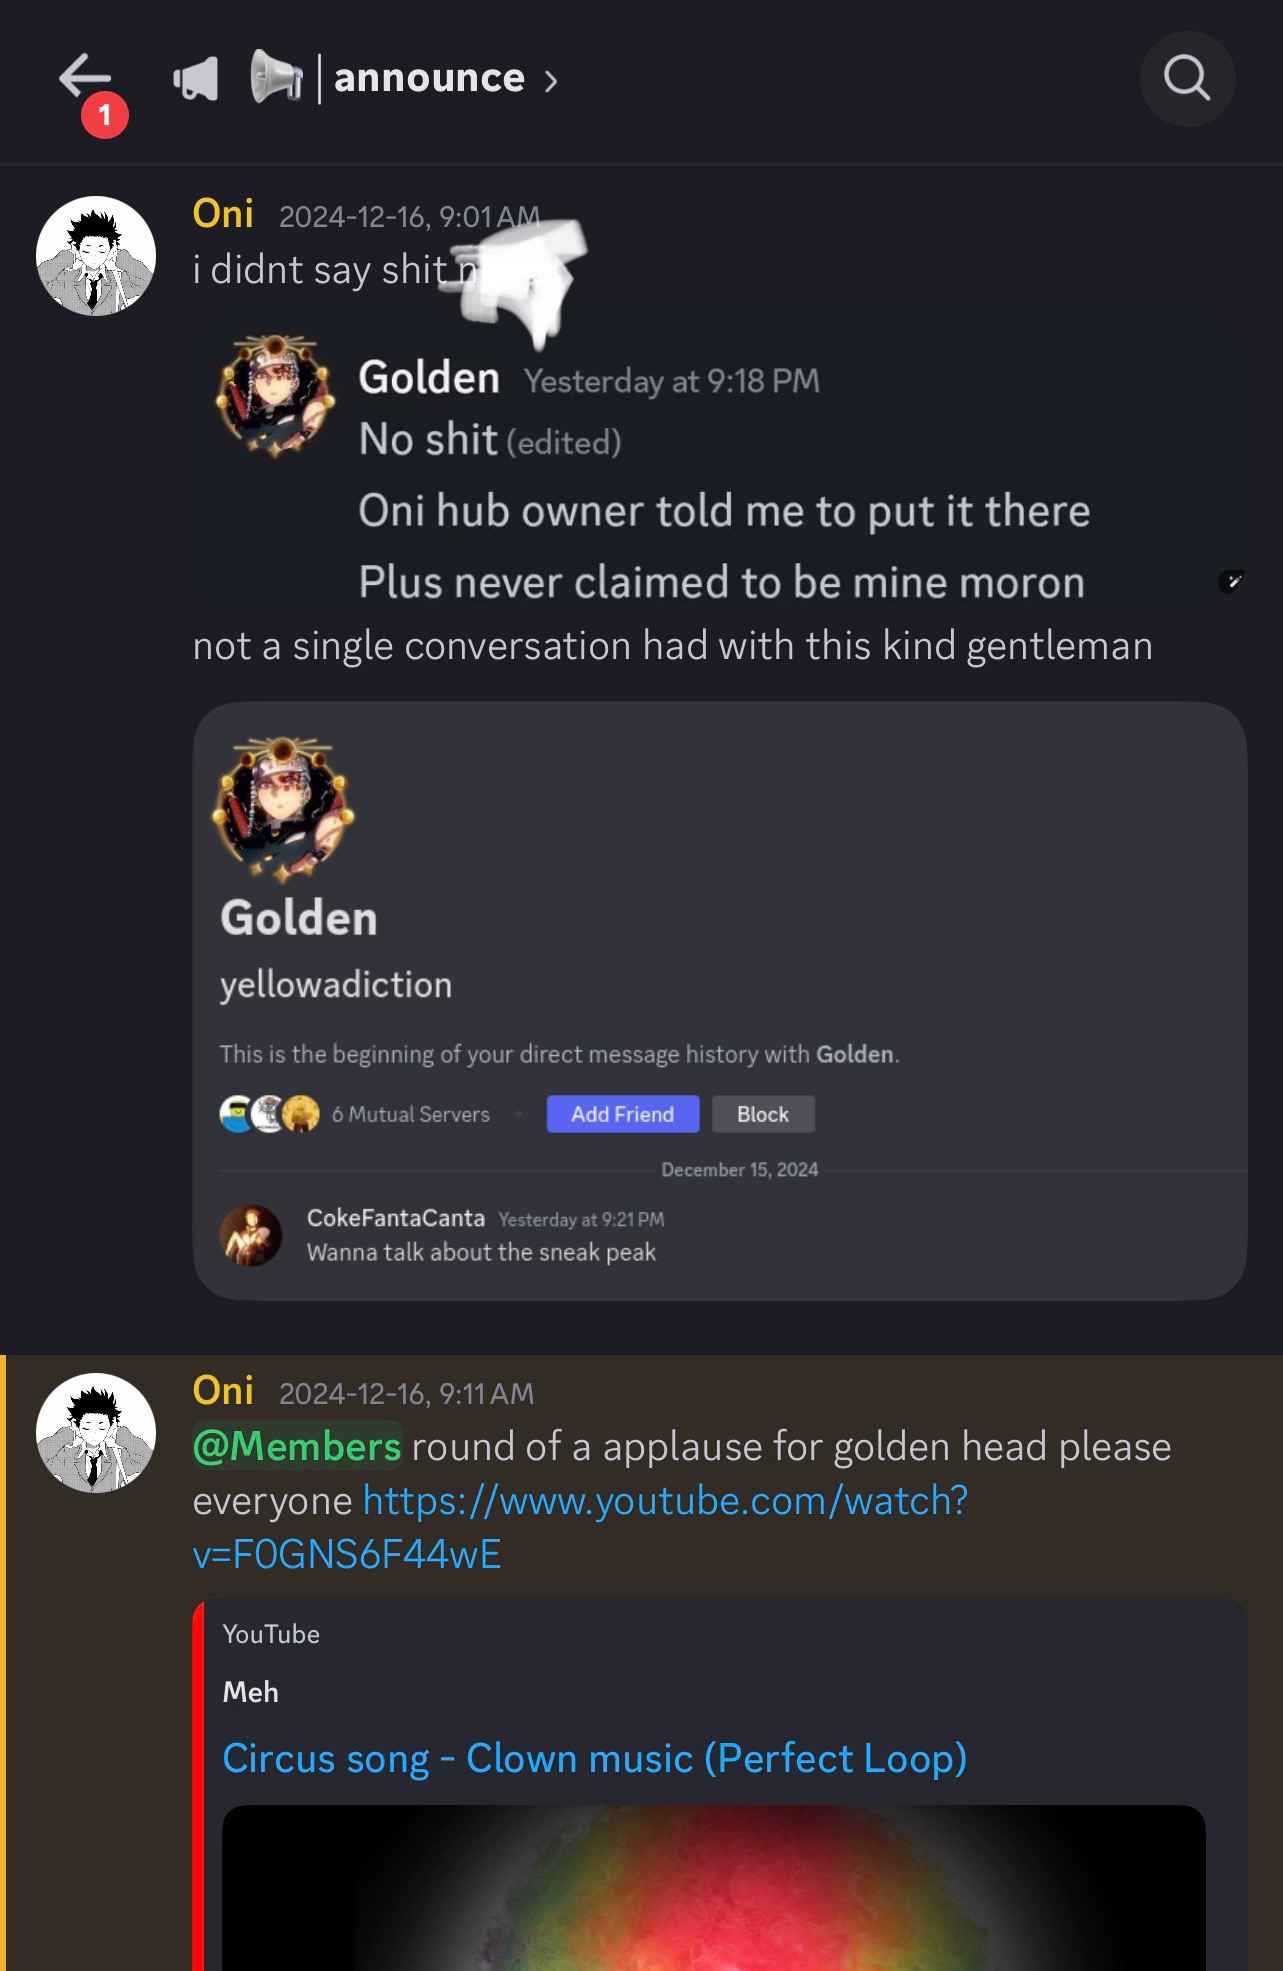 1
announce
Oni 2024-12-16, 9:01 AM
i didnt say shit
Golden Yesterday at 9:18 PM
No shit (edited)
Oni hub owner told me to put it there
Plus never claimed to be mine moron
not a single conversation had with this kind gentleman
Golden
yellowadiction
This is the beginning of your direct message history with Golden.
6 Mutual Servers Add Friend Block
December 15, 2024
CokeFantaCanta Yesterday at 9:21 PM
Wanna talk about the sneak peak
Oni 2024-12-16, 9:11 AM
@Members round of a applause for golden head please
everyone https://www.youtube.com/watch?
v=F0GNS6F44wE
YouTube
Meh
Circus song - Clown music (Perfect Loop)